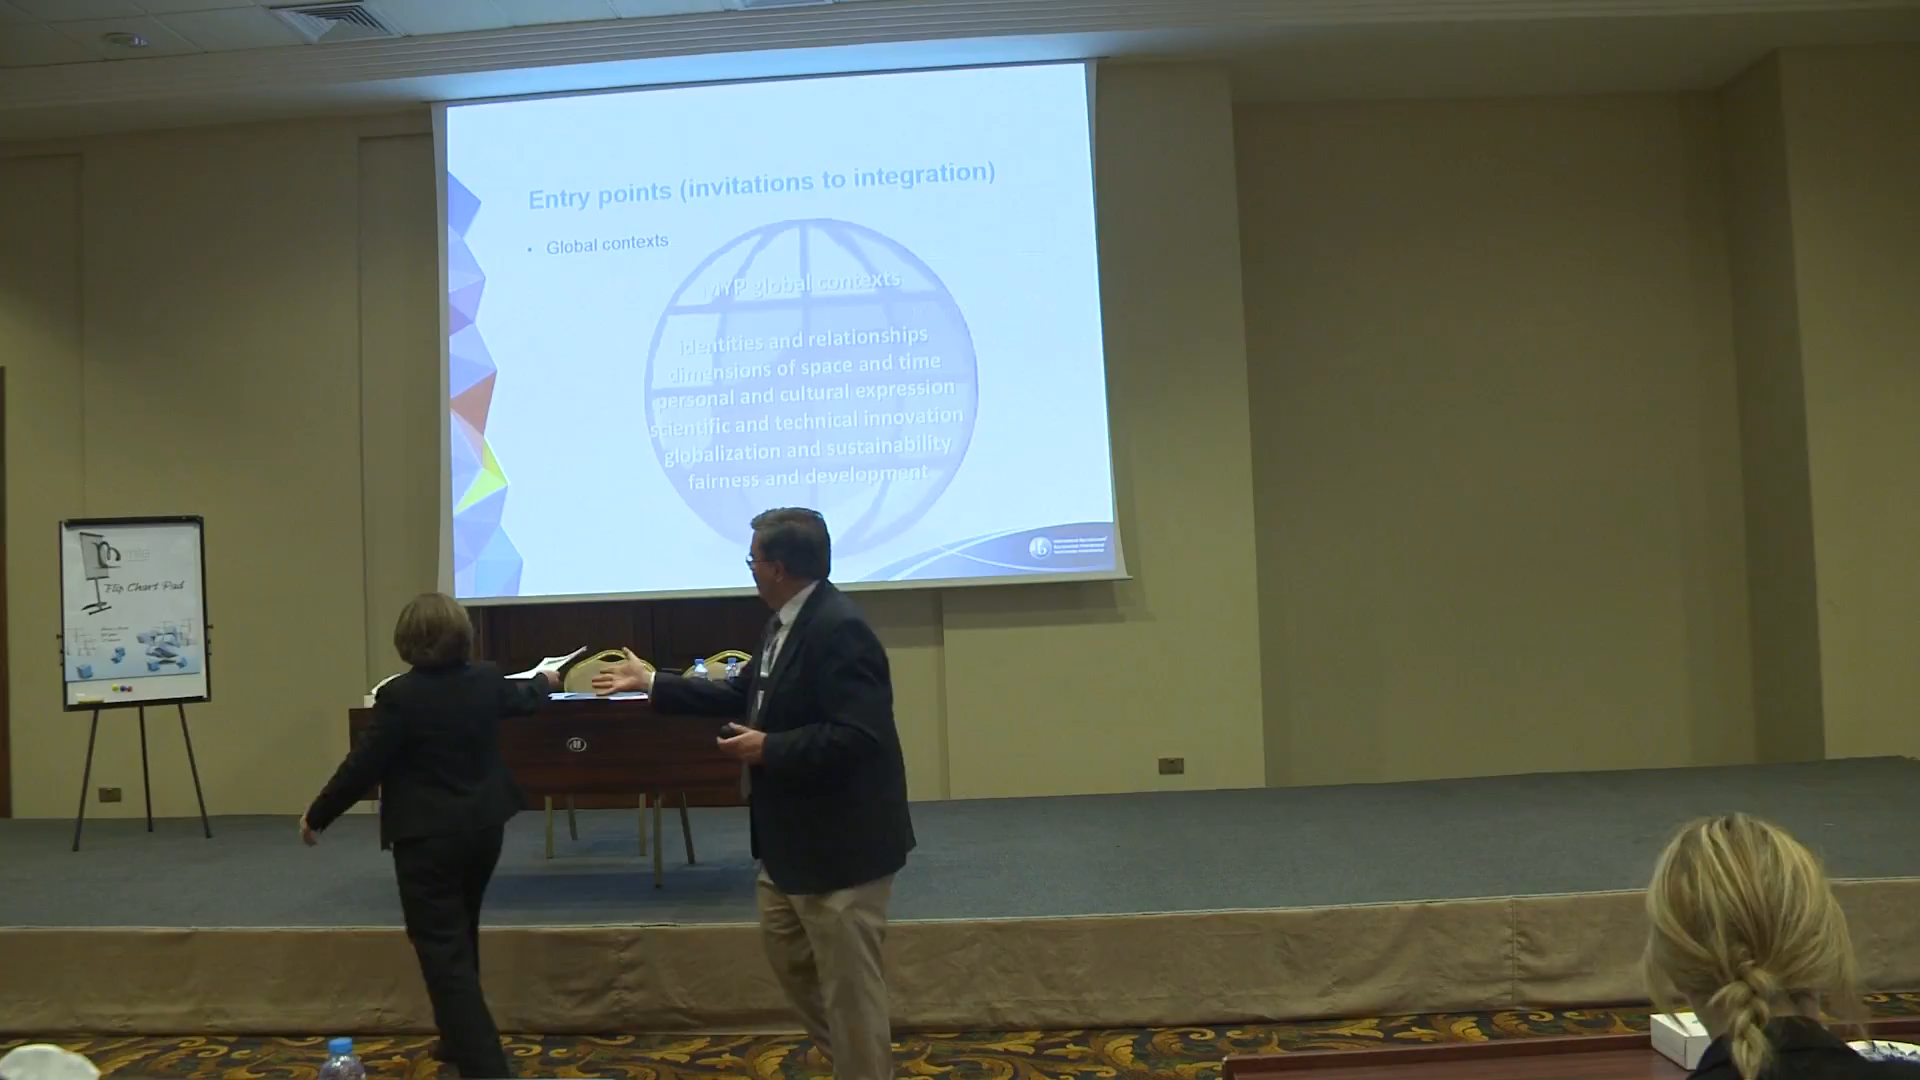 Entry points (invitations to integration)
• Global contexts
MYP global contexts
identities and relationships
dimensions of space and time
personal and cultural expression
scientific and technical innovation
globalization and sustainability
fairness and development
Flip Chart Pad